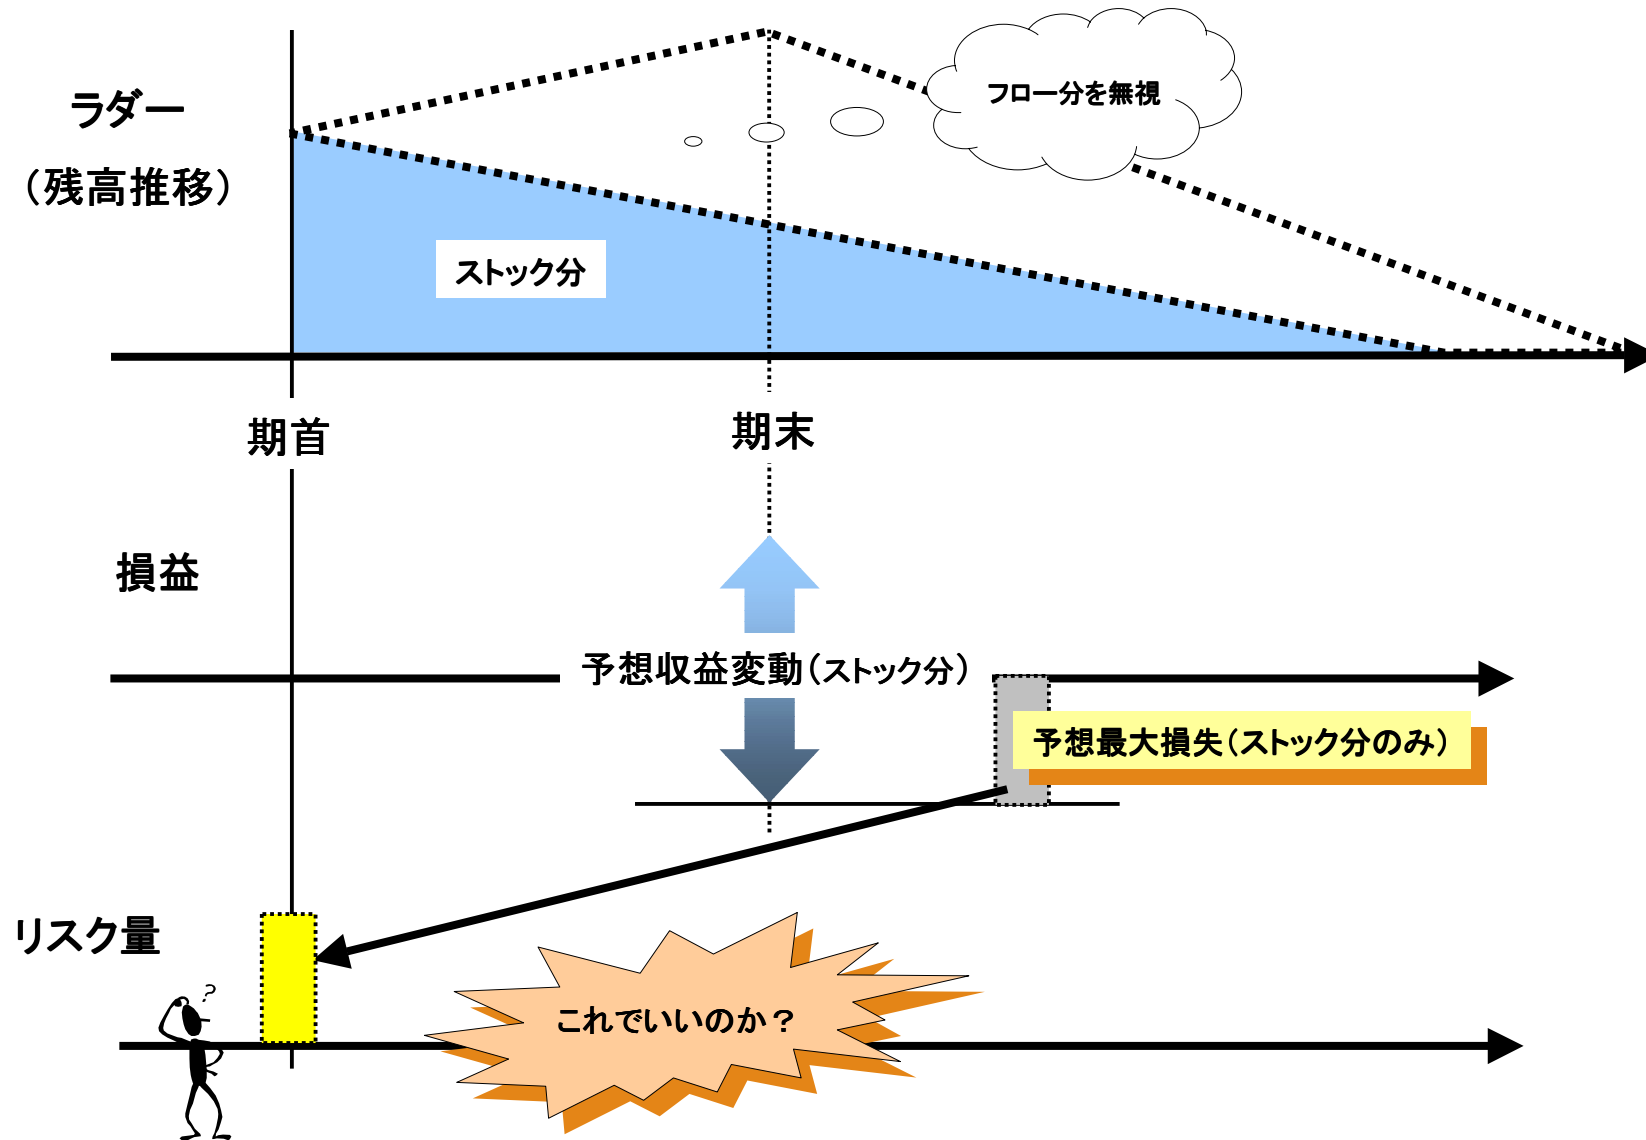 フロー分を無視
ラダー
（残高推移）
ストック分
期首
期末
損益
予想収益変動（ストック分）
予想最大損失（ストック分のみ）
リスク量
?
これでいいのか？